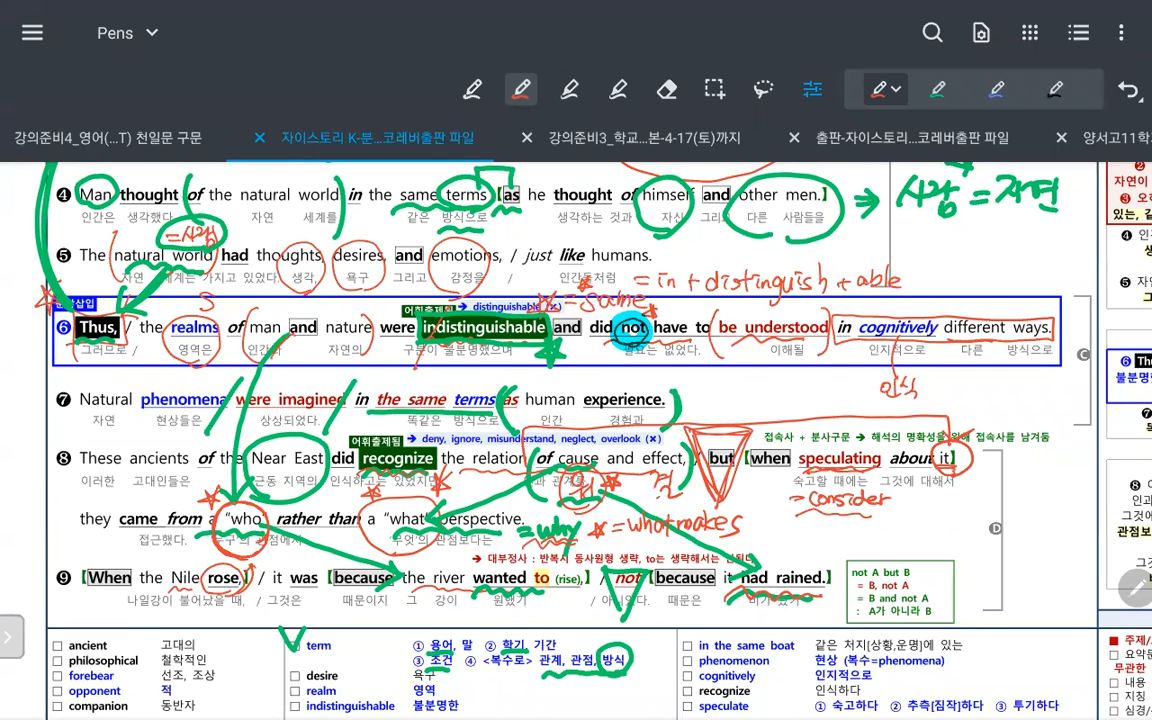 Pens
강의준비4_영어(...T) 천일문 구문
자이스토리 K-분...코레버출판 파일
강의준비3_학교...본-4-17(토)까지
출판-자이스토리...코레버출판 파일
양서고11학
❹ Man thought of the natural world in the same terms 【as he thought of himself and other men.】 ⇒ 사람 = 자연
인간은 생각했다 자연 세계를 같은 방식으로 생각하는 것과 자신 그리고 다른 사람들을
=사람
❺ The natural world had thoughts, desires, and emotions, / just like humans.
자연 세계는 가지고 있었다. 생각, 욕구 그리고 감정을 / 인간들처럼
= in + distinguish + able
S
= same
어휘출제됨 → distinguishable(×)
❻ Thus, / the realms of man and nature were indistinguishable and did not have to be understood in cognitively different ways.
그러므로 / 영역은 인간과 자연의 구분이 불분명했으며 필요는 없었다. 이해될 인지적으로 다른 방식으로
ⓒ
인식
❼ Natural phenomena were imagined in the same terms as human experience.
자연 현상들은 상상되었다. 똑같은 방식으로 인간 경험과
어휘출제됨 → deny, ignore, misunderstand, neglect, overlook (×)
접속사 + 분사구문 → 해석의 명확성을 위해 접속사를 남겨둠
❽ These ancients of the Near East did recognize the relation of cause and effect, / but 【when speculating about it】
이러한 고대인들은 근동 지역의 인식하고는 있었지만 숙고할 때에는 그것에 대해서
결
= consider
they came from a "who" rather than a "what" perspective.
접근했다. "누구"의 관점에서 "무엇"의 관점보다는
= why
= what makes
ⓓ
→ 대부정사 : 반복시 동사원형 생략, to는 생략해서는 안된다
❾ 【When the Nile rose,】 / it was 【because the river wanted to (rise),】 / not 【because it had rained.】
나일강이 불어났을 때, / 그것은 때문이지 그 강이 원했기 / 아니었다. 때문은 비가 왔기
not A but B
= B, not A
= B and not A
: A가 아니라 B
ancient 고대의
philosophical 철학적인
forebear 선조, 조상
opponent 적
companion 동반자
term ① 용어, 말 ② 학기, 기간
③ 조건 ④ <복수로> 관계, 관점, 방식
desire 욕구
realm 영역
indistinguishable 불분명한
in the same boat 같은 처지[상황,운명]에 있는
phenomenon 현상 (복수=phenomena)
cognitively 인지적으로
recognize 인식하다
speculate ① 숙고하다 ② 추측[짐작]하다 ③ 투기하다